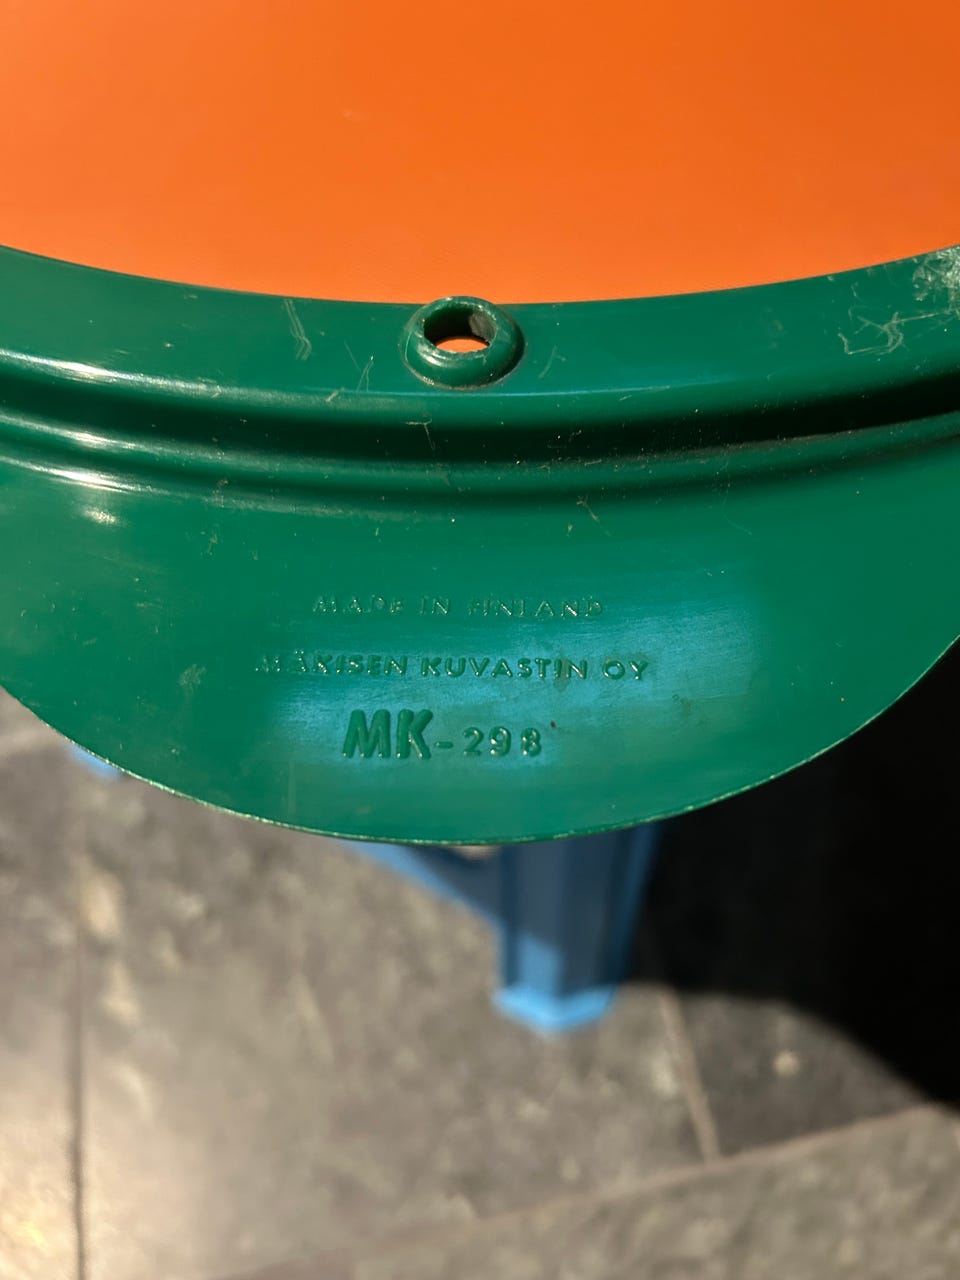 MADE IN FINLAND
MÄKISEN KUVASTIN OY
MK-298